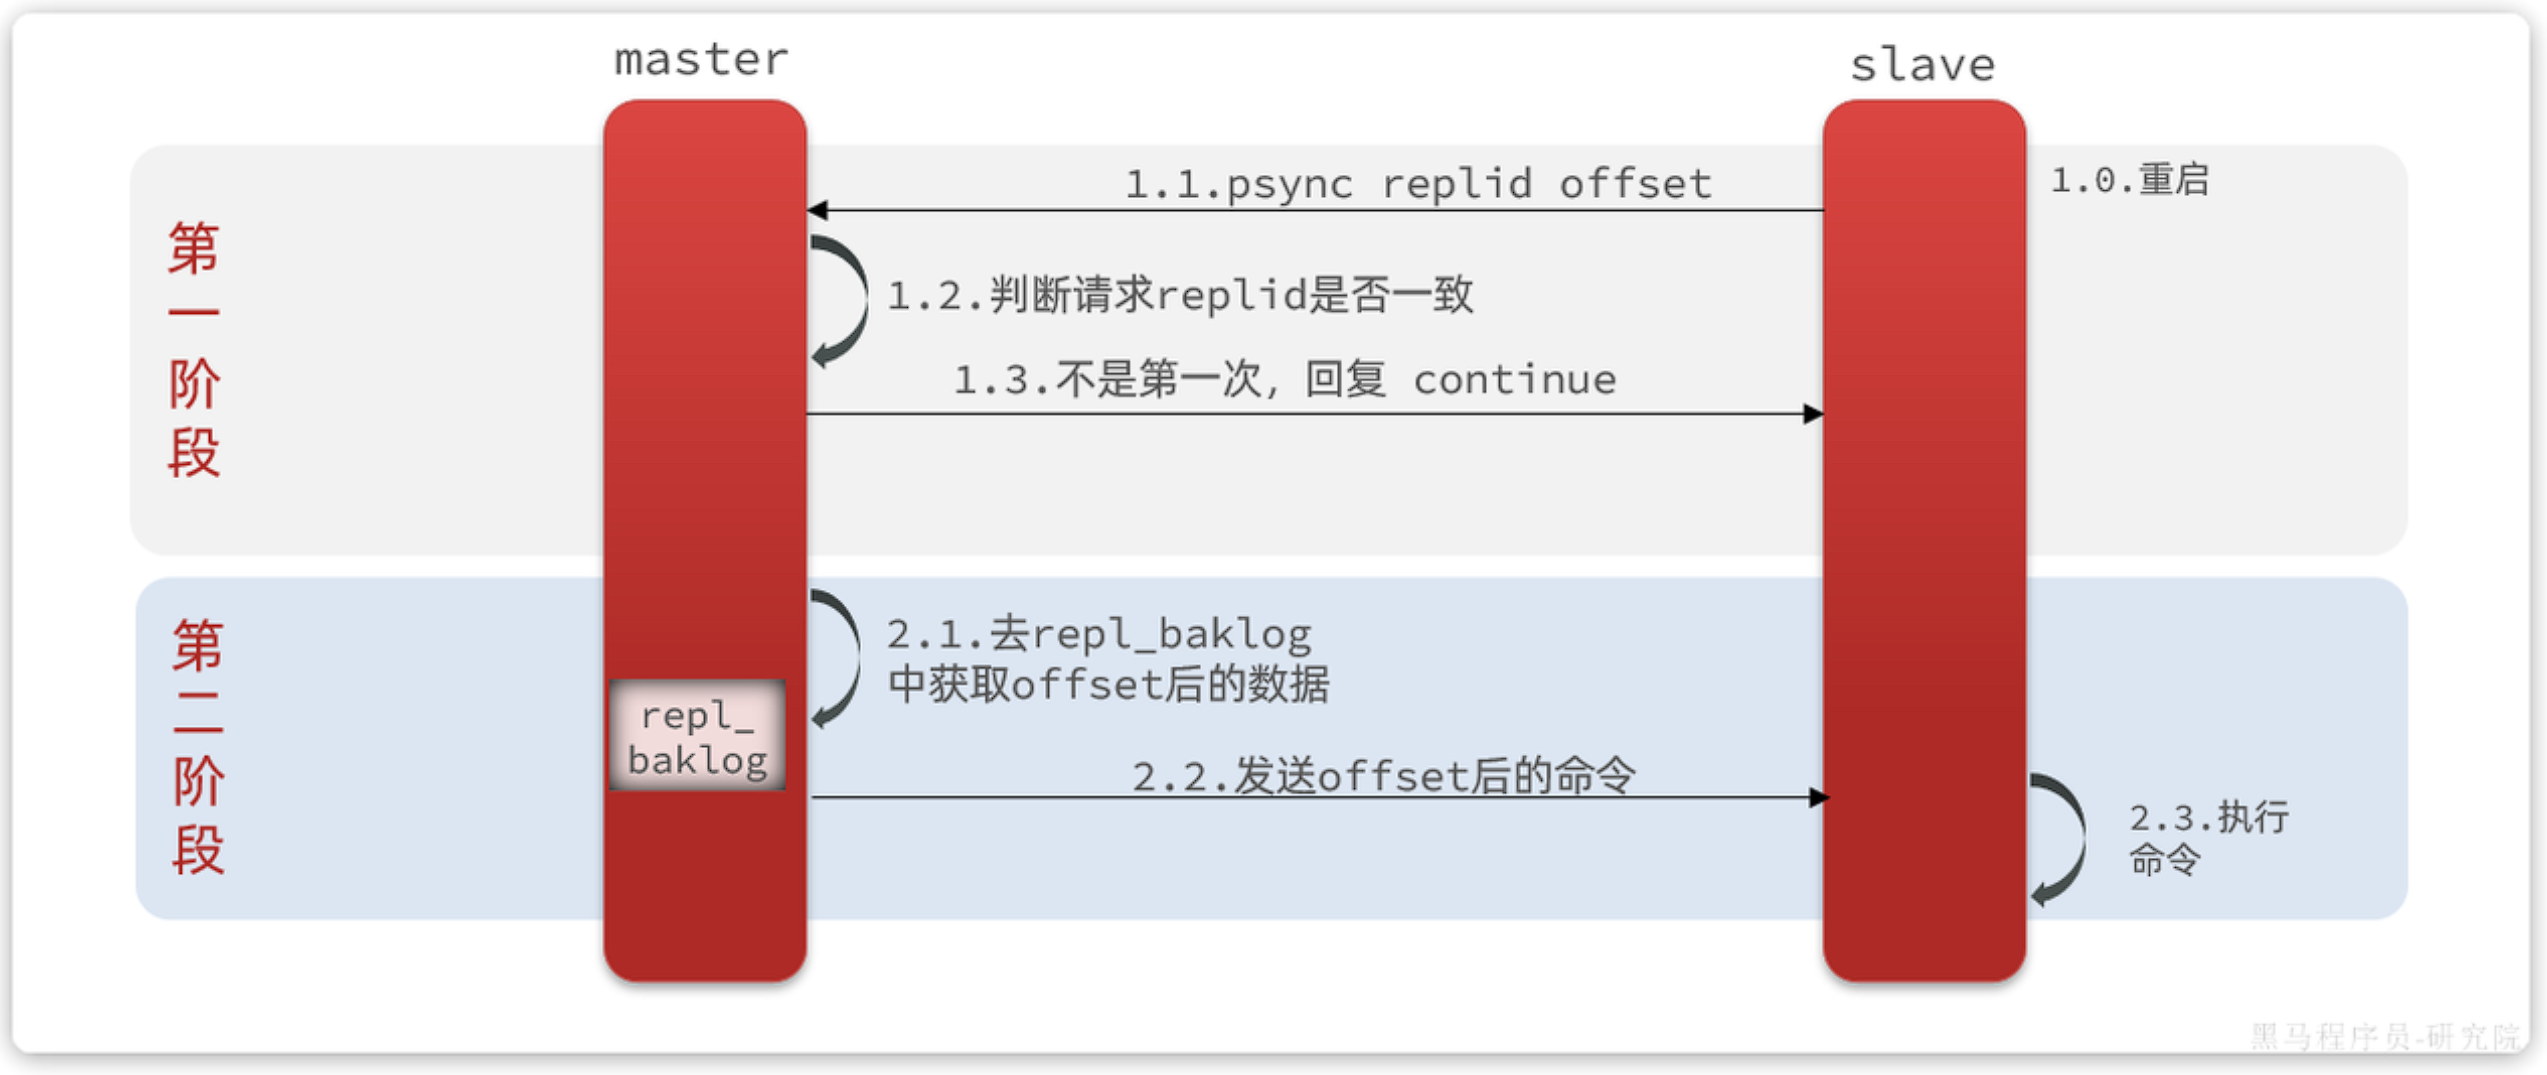 master
slave
第一阶段
1.0.重启
1.1.psync replid offset
1.2.判断请求replid是否一致
1.3.不是第一次，回复 continue
第二阶段
2.1.去repl_baklog
中获取offset后的数据
repl_
baklog
2.2.发送offset后的命令
2.3.执行
命令
黑马程序员-研究院